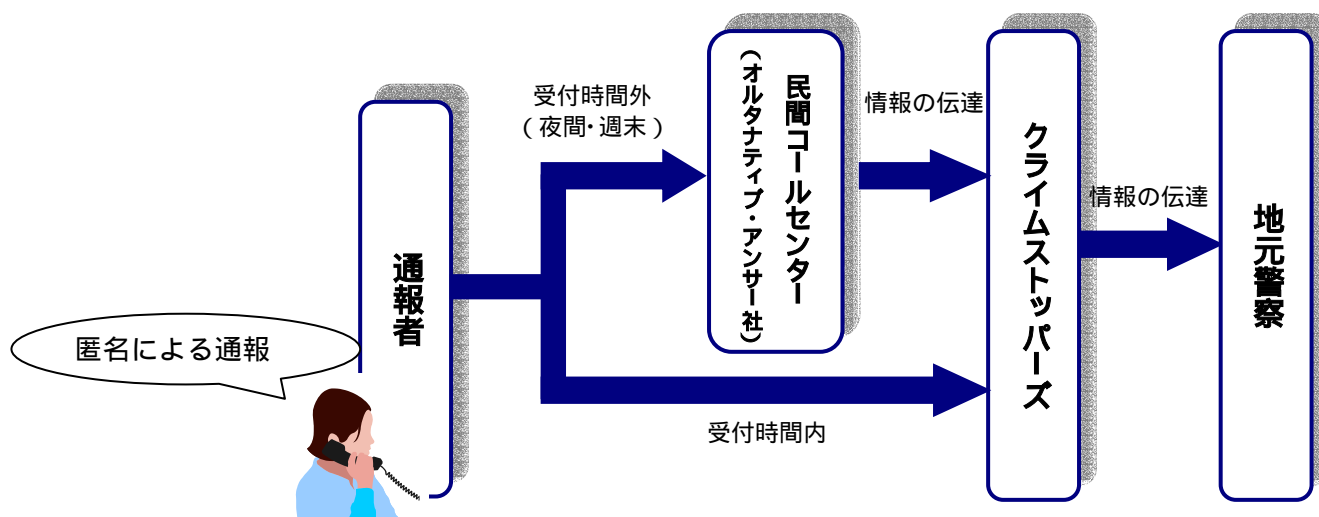 匿名による通報
通報者
受付時間外
(夜間・週末)
民間コールセンター
(オルタナティブ・アンサー社)
情報の伝達
受付時間内
クライムストッパーズ
情報の伝達
地元警察